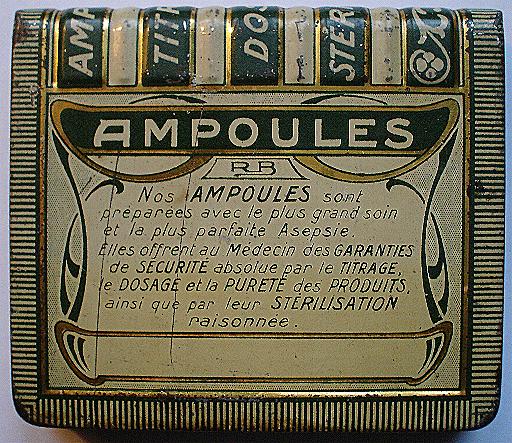 AMP
TITR
DO
STÉR
AMPOULES
RB
Nos AMPOULES sont
préparées avec le plus grand soin
et la plus parfaite Asepsie.
Elles offrent au Médecin des GARANTIES
de SÉCURITÉ absolue par le TITRAGE,
le DOSAGE et la PURETÉ des PRODUITS,
ainsi que par leur STÉRILISATION
raisonnée.